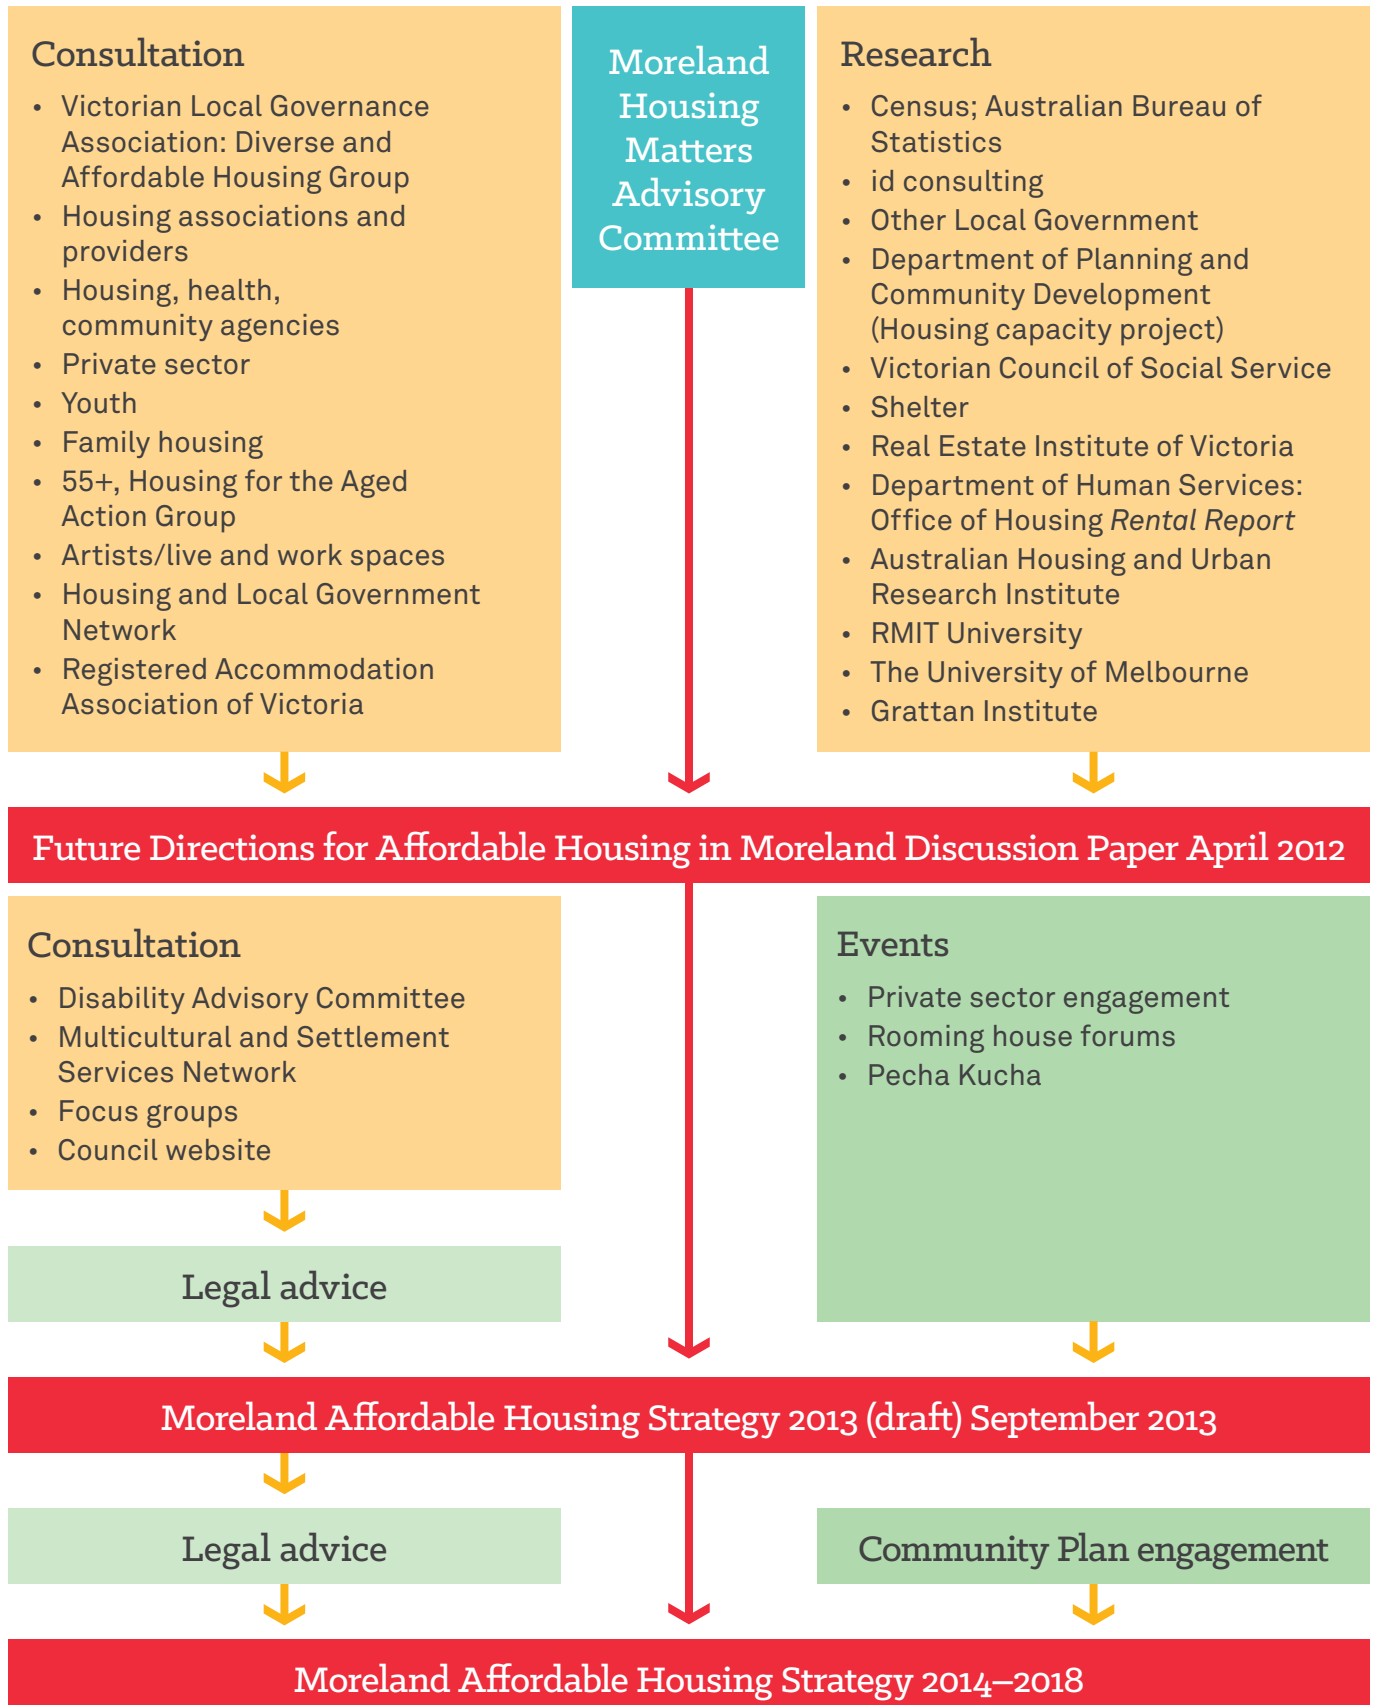 Consultation
• Victorian Local Governance
Association: Diverse and
Affordable Housing Group
• Housing associations and
providers
• Housing, health,
community agencies
• Private sector
• Youth
• Family housing
• 55+, Housing for the Aged
Action Group
• Artists/live and work spaces
• Housing and Local Government
Network
• Registered Accommodation
Association of Victoria
Moreland
Housing
Matters
Advisory
Committee
Research
• Census; Australian Bureau of
Statistics
• id consulting
• Other Local Government
• Department of Planning and
Community Development
(Housing capacity project)
• Victorian Council of Social Service
• Shelter
• Real Estate Institute of Victoria
• Department of Human Services:
Office of Housing Rental Report
• Australian Housing and Urban
Research Institute
• RMIT University
• The University of Melbourne
• Grattan Institute
Future Directions for Affordable Housing in Moreland Discussion Paper April 2012
Consultation
• Disability Advisory Committee
• Multicultural and Settlement
Services Network
• Focus groups
• Council website
Events
• Private sector engagement
• Rooming house forums
• Pecha Kucha
Legal advice
Moreland Affordable Housing Strategy 2013 (draft) September 2013
Legal advice
Community Plan engagement
Moreland Affordable Housing Strategy 2014–2018